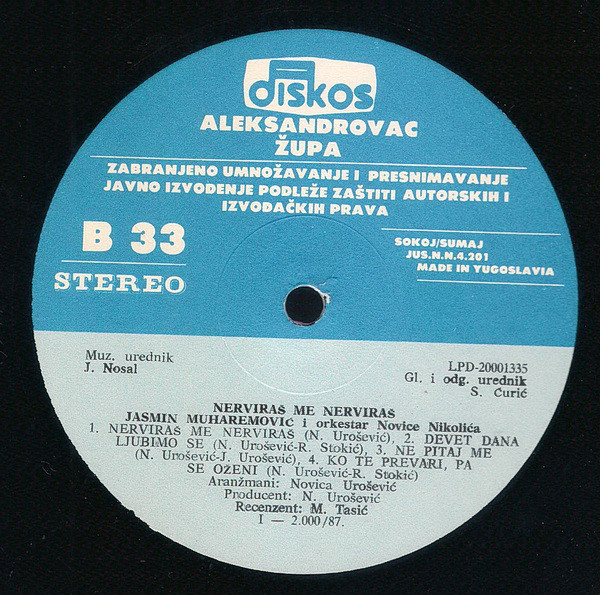 diskos
ALEKSANDROVAC
ŽUPA
ZABRANJENO UMNOŽAVANJE I PRESNIMAVANJE
JAVNO IZVOĐENJE PODLEŽE ZAŠTITI AUTORSKIH I
IZVOĐAČKIH PRAVA
B 33
STEREO
SOKOJ/SUMAJ
JUS.N.N.4.201
MADE IN YUGOSLAVIA
Muz. urednik
J. Nosal
LPD-20001335
Gl. i odg. urednik
S. Ćurić
NERVIRAŠ ME NERVIRAŠ
JASMIN MUHAREMOVIĆ i orkestar Novice Nikolića
1. NERVIRAŠ ME NERVIRAŠ (N. Urošević), 2. DEVET DANA
LJUBIMO SE (N. Urošević-R. Stokić), 3. NE PITAJ ME
(N. Urošević-J. Urošević), 4. KO TE PREVARI, PA
SE OŽENI (N. Urošević-R. Stokić)
Aranžmani: Novica Urošević
Producent: N. Urošević
Recenzent: M. Tasić
I — 2.000/87.